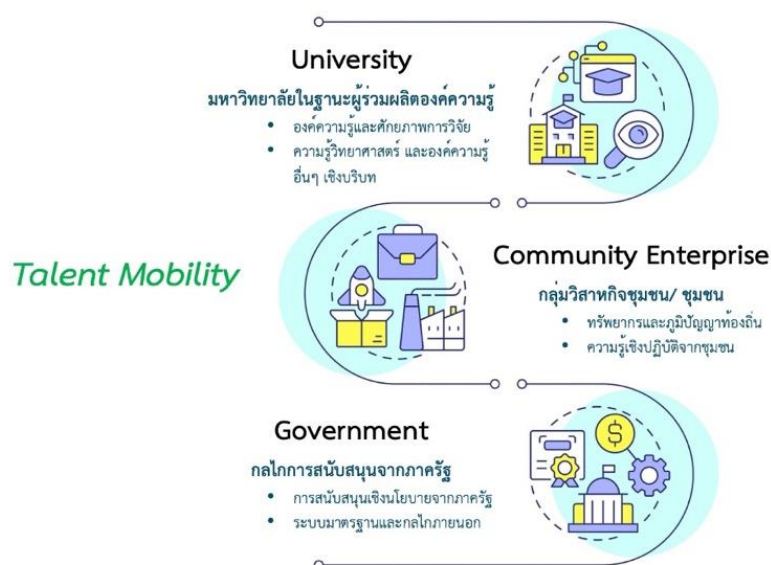 University
มหาวิทยาลัยในฐานะผู้ร่วมผลิตองค์ความรู้
• องค์ความรู้และศักยภาพการวิจัย
• ความรู้วิทยาศาสตร์ และองค์ความรู้
อื่นๆ เชิงบริบท
Talent Mobility
Community Enterprise
กลุ่มวิสาหกิจชุมชน/ ชุมชน
• ทรัพยากรและภูมิปัญญาท้องถิ่น
• ความรู้เชิงปฏิบัติจากชุมชน
Government
กลไกการสนับสนุนจากภาครัฐ
• การสนับสนุนเชิงนโยบายจากภาครัฐ
• ระบบมาตรฐานและกลไกภายนอก
$